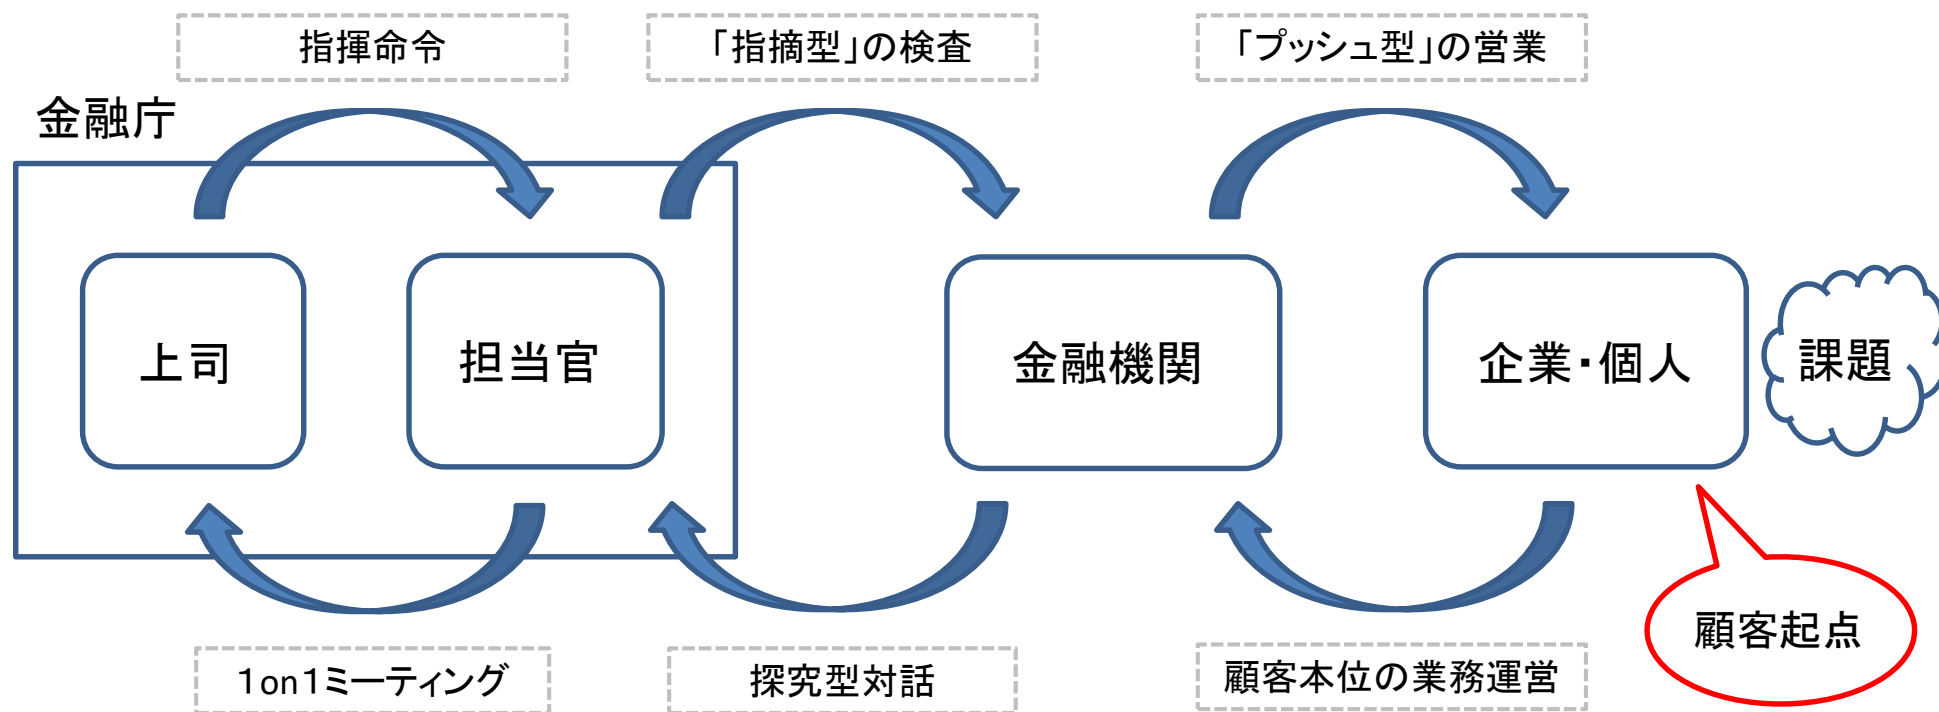 指揮命令
「指摘型」の検査
「プッシュ型」の営業
金融庁
上司
担当官
金融機関
企業・個人
課題
顧客起点
1on1ミーティング
探究型対話
顧客本位の業務運営